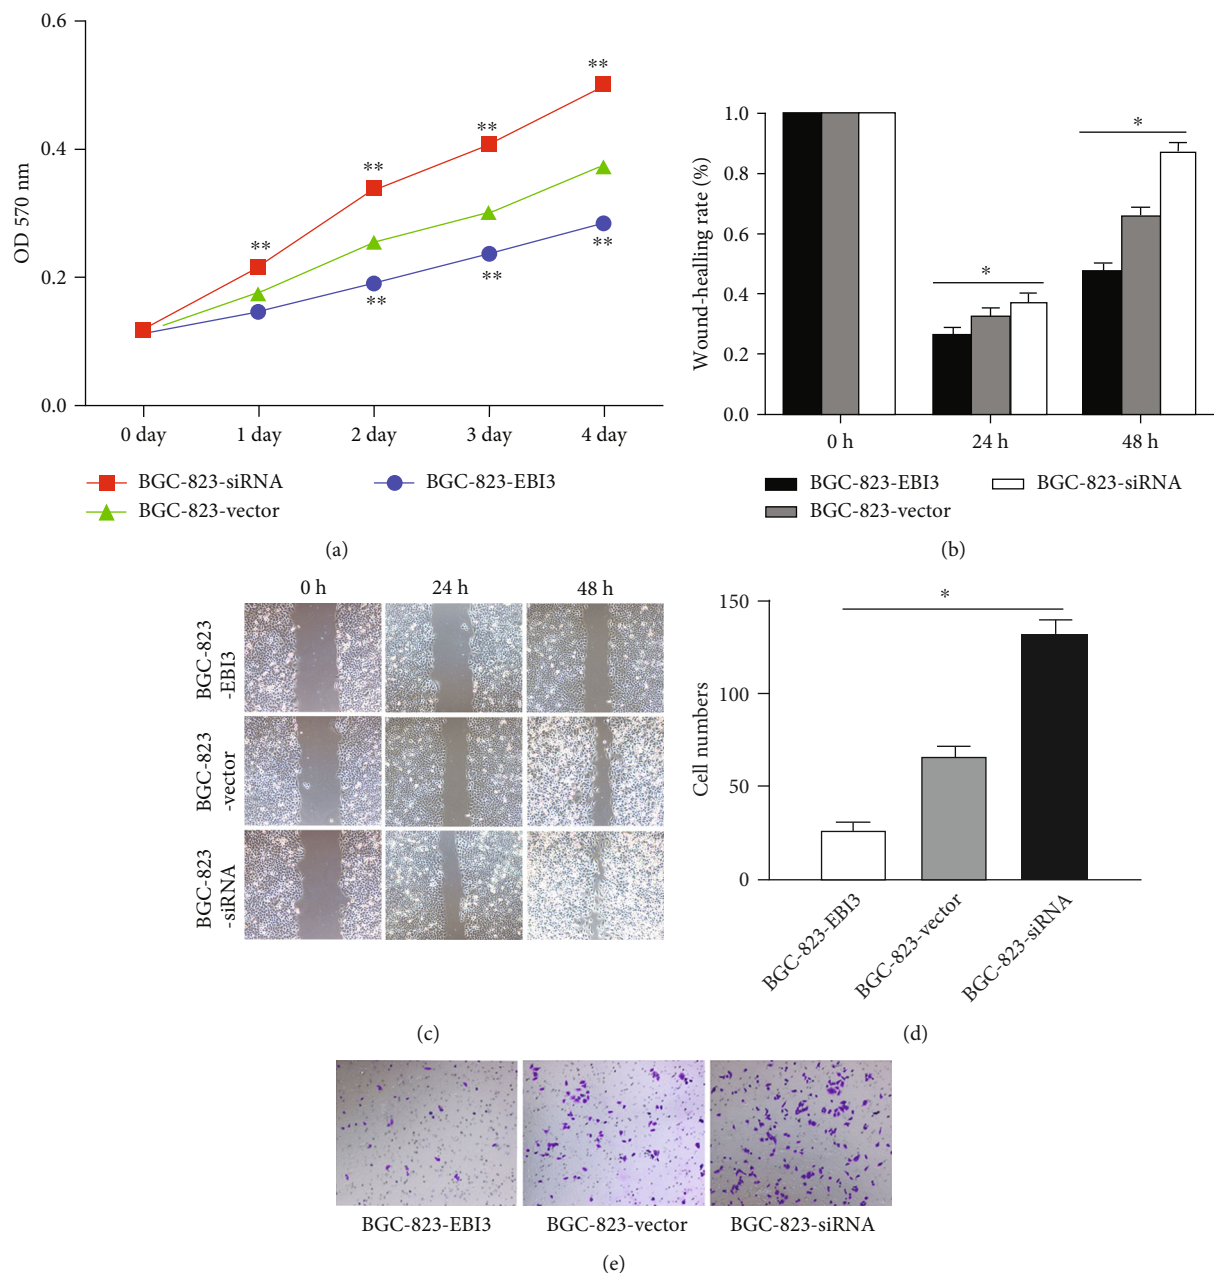 0.6
0.4
0.2
0.0
OD 570 nm
**
**
**
**
**
**
**
0 day
1 day
2 day
3 day
4 day
BGC-823-siRNA
BGC-823-EBI3
BGC-823-vector
(a)
1.0
0.8
0.6
0.4
0.2
0.0
Wound-healling rate (%)
*
*
0 h
24 h
48 h
BGC-823-EBI3
BGC-823-siRNA
BGC-823-vector
(b)
0 h
24 h
48 h
BGC-823
-EBI3
BGC-823
-vector
BGC-823
-siRNA
(c)
150
100
50
0
Cell numbers
*
BGC-823-EBI3
BGC-823-vector
BGC-823-siRNA
(d)
BGC-823-EBI3
BGC-823-vector
BGC-823-siRNA
(e)